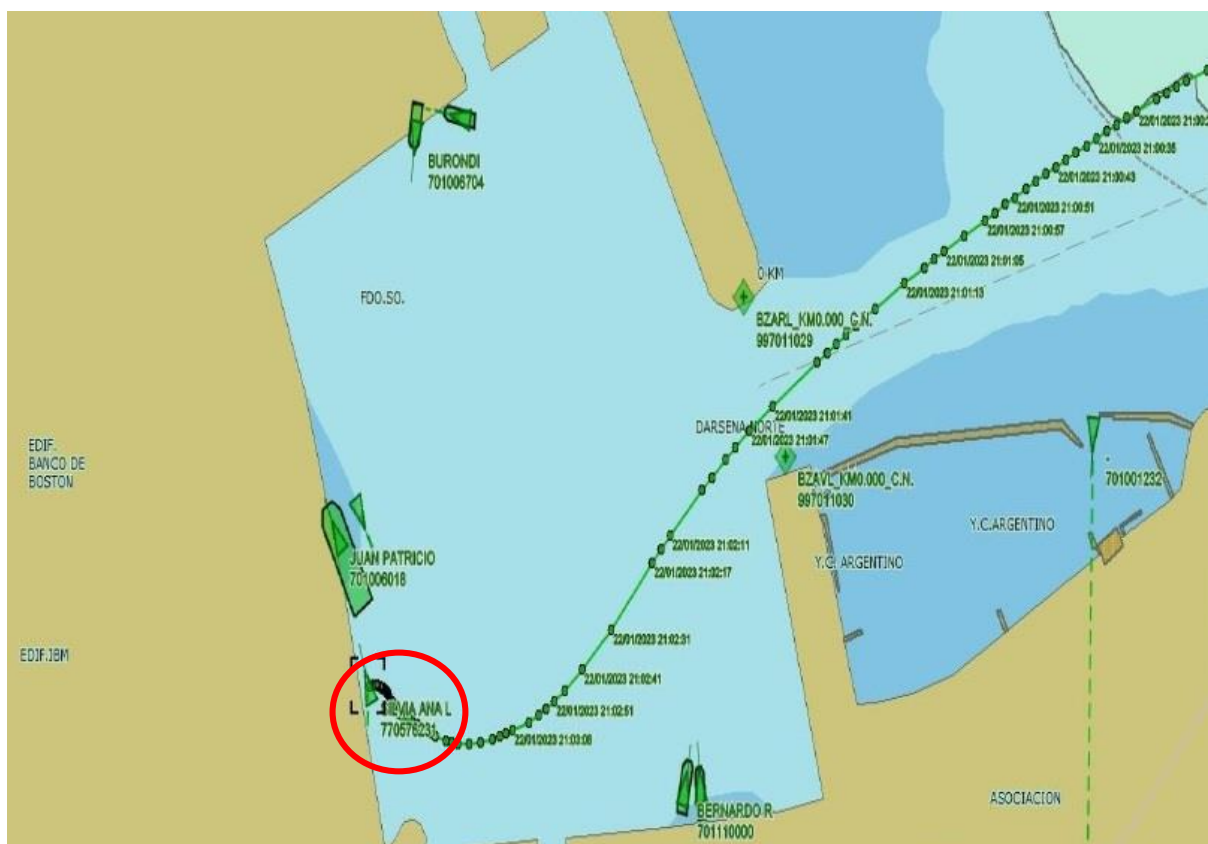 22/01/2023 21:00:35
22/01/2023 21:00:43
22/01/2023 21:00:51
22/01/2023 21:00:57
22/01/2023 21:01:05
22/01/2023 21:01:13
BURONDI
701006704
0 KM
FDO.SO.
BZARL_KM0.000_C.N.
997011029
22/01/2023 21:01:41
DARSENA NORTE
22/01/2023 21:01:47
EDIF.
BANCO DE
BOSTON
BZAVL_KM0.000_C.N.
997011030
701001232
Y.C.ARGENTINO
Y.C. ARGENTINO
22/01/2023 21:02:11
22/01/2023 21:02:17
JUAN PATRICIO
701006018
22/01/2023 21:02:31
EDIF.IBM
22/01/2023 21:02:41
SILVIA ANA L
770576231
22/01/2023 21:02:51
22/01/2023 21:03:08
ASOCIACION
BERNARDO R
701110000